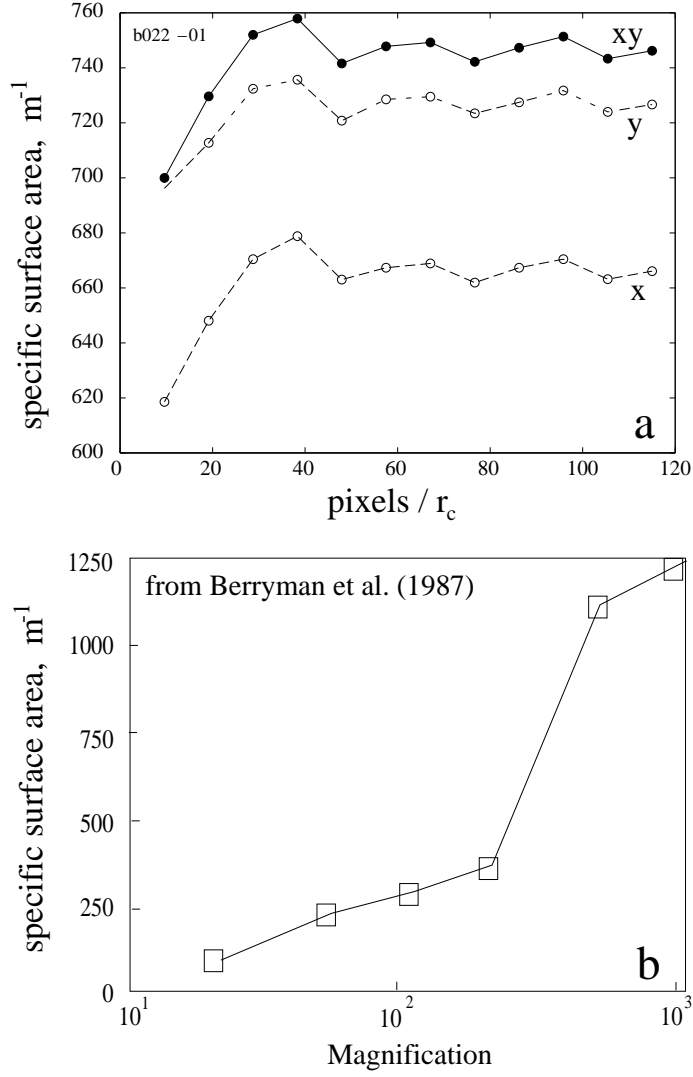 760
740
720
700
680
660
640
620
600
specific surface area, m⁻¹
b022 −01
xy
y
x
a
0 20 40 60 80 100 120
pixels / r_c
1250
1000
750
500
250
0
specific surface area, m⁻¹
from Berryman et al. (1987)
b
10¹ 10² 10³
Magnification